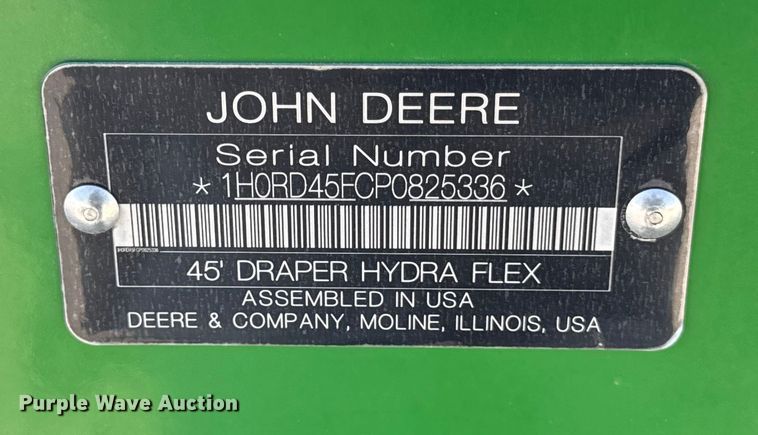 JOHN DEERE
Serial Number
*1H0RD45FCP0825336*
1H0RD45FCP0825336
45' DRAPER HYDRA FLEX
ASSEMBLED IN USA
DEERE & COMPANY, MOLINE, ILLINOIS, USA
Purple Wave Auction